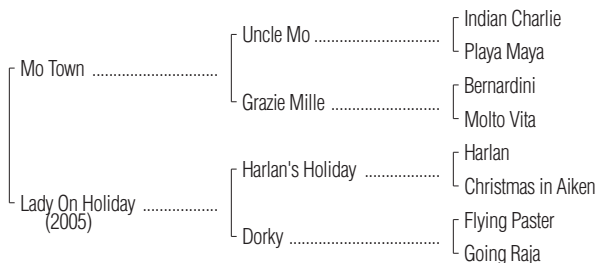 Indian Charlie
Uncle Mo ................................
Playa Maya
Mo Town ................................
Bernardini
Grazie Mille ............................
Molto Vita
Harlan
Harlan's Holiday ...................
Christmas in Aiken
Lady On Holiday ...................
(2005)
Flying Paster
Dorky .......................................
Going Raja